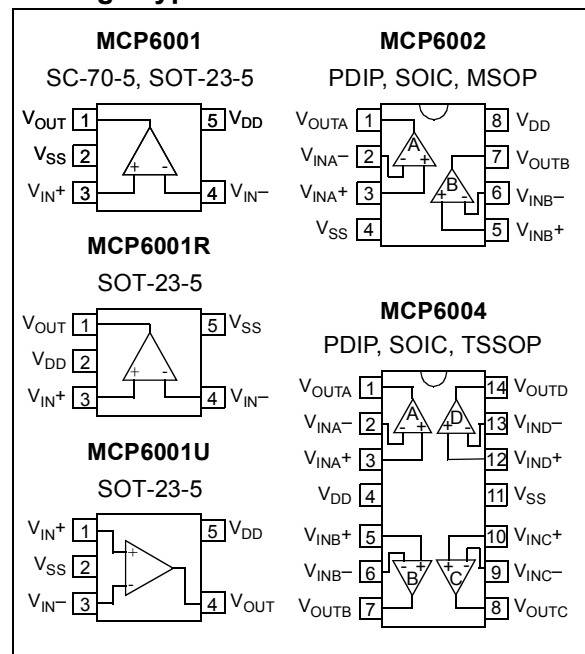 MCP6001
SC-70-5, SOT-23-5
VOUT 1 5 VDD
VSS 2
VIN+ 3 4 VIN–
+ -
MCP6001R
SOT-23-5
VOUT 1 5 VSS
VDD 2
VIN+ 3 4 VIN–
+ -
MCP6001U
SOT-23-5
VIN+ 1 5 VDD
+
VSS 2
-
VIN– 3 4 VOUT
MCP6002
PDIP, SOIC, MSOP
VOUTA 1 8 VDD
A
VINA– 2 - + 7 VOUTB
B
VINA+ 3 + - 6 VINB–
VSS 4 5 VINB+
MCP6004
PDIP, SOIC, TSSOP
VOUTA 1 14 VOUTD
A D
VINA– 2 - + + - 13 VIND–
VINA+ 3 12 VIND+
VDD 4 11 VSS
VINB+ 5 10 VINC+
VINB– 6 - + + - 9 VINC–
B C
VOUTB 7 8 VOUTC